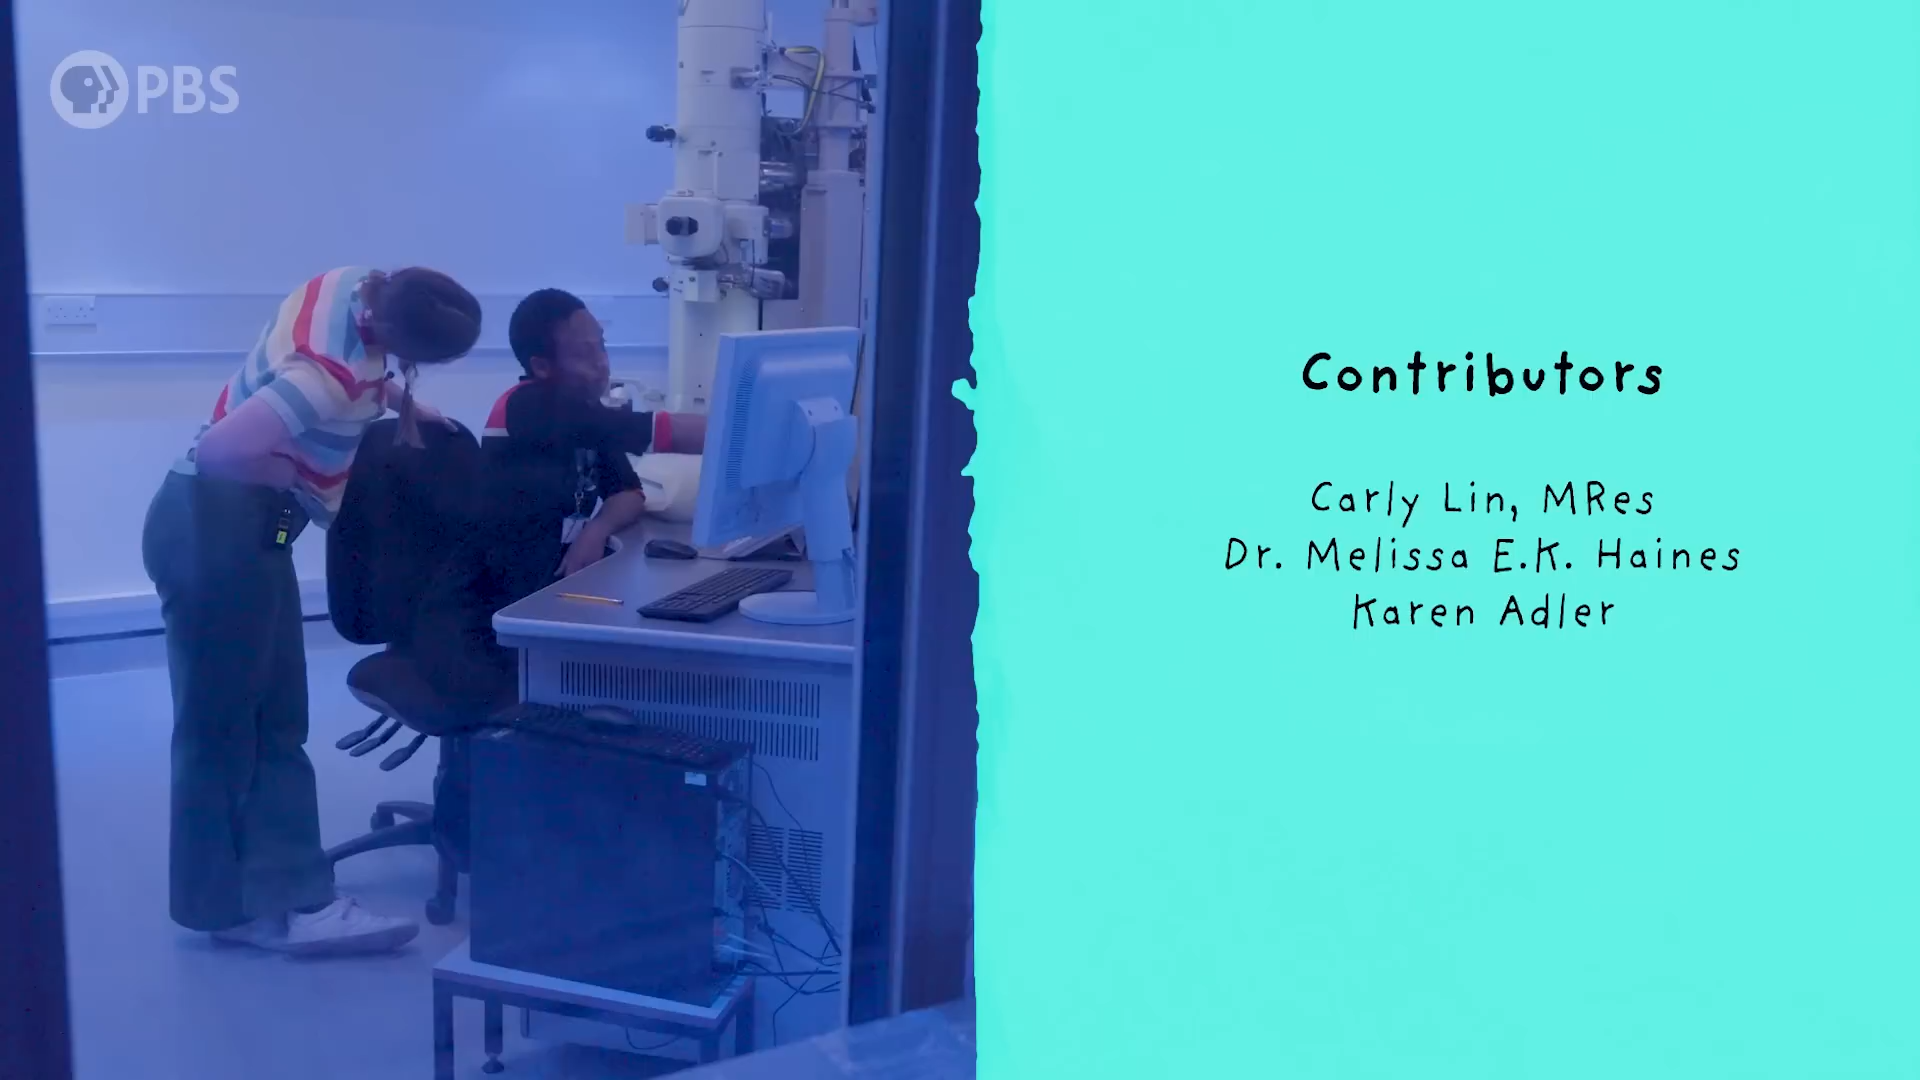 PBS
Contributors
Carly Lin, MRes
Dr. Melissa E.K. Haines
Karen Adler